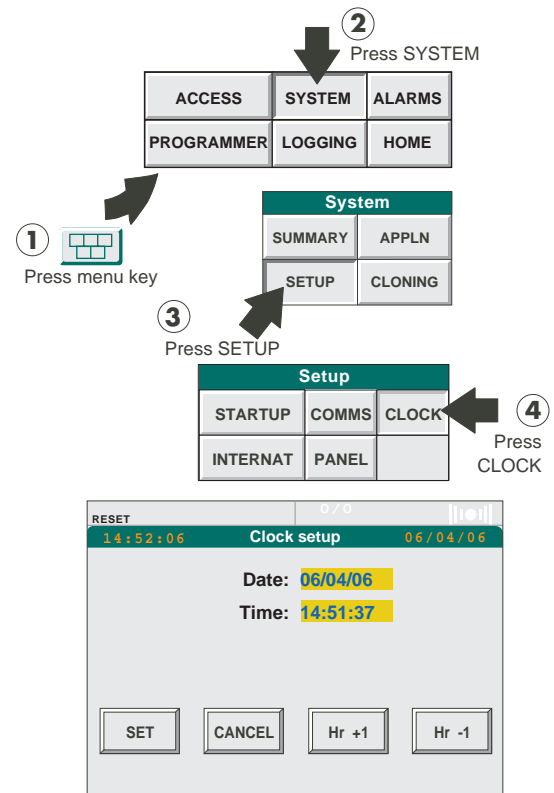 2
Press SYSTEM
ACCESS SYSTEM ALARMS
PROGRAMMER LOGGING HOME
1
Press menu key
System
SUMMARY APPLN
SETUP CLONING
3
Press SETUP
Setup
STARTUP COMMS CLOCK
INTERNAT PANEL
4
Press
CLOCK
RESET 0/0
14:52:06 Clock setup 06/04/06
Date: 06/04/06
Time: 14:51:37
SET CANCEL Hr +1 Hr -1